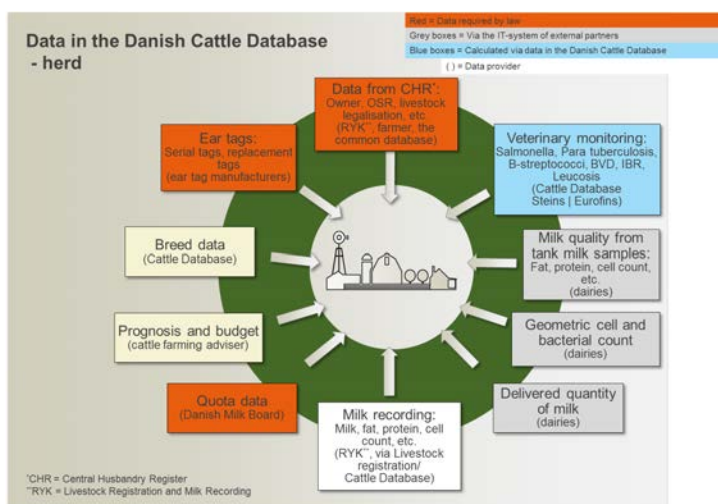 Red = Data required by law
Grey boxes = Via the IT-system of external partners
Blue boxes = Calculated via data in the Danish Cattle Database
( ) = Data provider
Data in the Danish Cattle Database
- herd
Data from CHR*:
Owner, OSR, livestock
legalisation, etc.
(RYK**, farmer, the
common database)
Ear tags:
Serial tags, replacement
tags
(ear tag manufacturers)
Veterinary monitoring:
Salmonella, Para tuberculosis,
B-streptococci, BVD, IBR,
Leucosis
(Cattle Database
Steins | Eurofins)
Breed data
(Cattle Database)
Milk quality from
tank milk samples:
Fat, protein, cell count,
etc.
(dairies)
Prognosis and budget
(cattle farming adviser)
Geometric cell and
bacterial count
(dairies)
Quota data
(Danish Milk Board)
Milk recording:
Milk, fat, protein, cell
count, etc.
(RYK**, via Livestock
registration/
Cattle Database)
Delivered quantity
of milk
(dairies)
*CHR = Central Husbandry Register
**RYK = Livestock Registration and Milk Recording